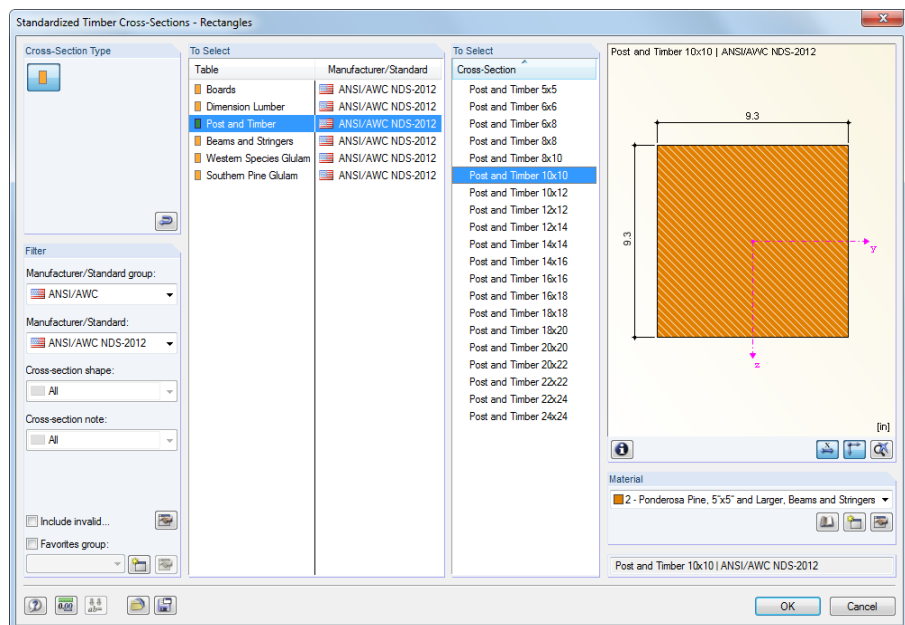 Standardized Timber Cross-Sections - Rectangles
Cross-Section Type
To Select
Table
Manufacturer/Standard
Boards ANSI/AWC NDS-2012
Dimension Lumber ANSI/AWC NDS-2012
Post and Timber ANSI/AWC NDS-2012
Beams and Stringers ANSI/AWC NDS-2012
Western Species Glulam ANSI/AWC NDS-2012
Southern Pine Glulam ANSI/AWC NDS-2012
To Select
Cross-Section
Post and Timber 5x5
Post and Timber 6x6
Post and Timber 6x8
Post and Timber 8x8
Post and Timber 8x10
Post and Timber 10x10
Post and Timber 10x12
Post and Timber 12x12
Post and Timber 12x14
Post and Timber 14x14
Post and Timber 14x16
Post and Timber 16x16
Post and Timber 16x18
Post and Timber 18x18
Post and Timber 18x20
Post and Timber 20x20
Post and Timber 20x22
Post and Timber 22x22
Post and Timber 22x24
Post and Timber 24x24
Post and Timber 10x10 | ANSI/AWC NDS-2012
9.3
9.3
y
z
[in]
Filter
Manufacturer/Standard group:
ANSI/AWC
Manufacturer/Standard:
ANSI/AWC NDS-2012
Cross-section shape:
All
Cross-section note:
All
Include invalid...
Favorites group:
Material
2 - Ponderosa Pine, 5"x5" and Larger, Beams and Stringers
Post and Timber 10x10 | ANSI/AWC NDS-2012
0.00
OK
Cancel